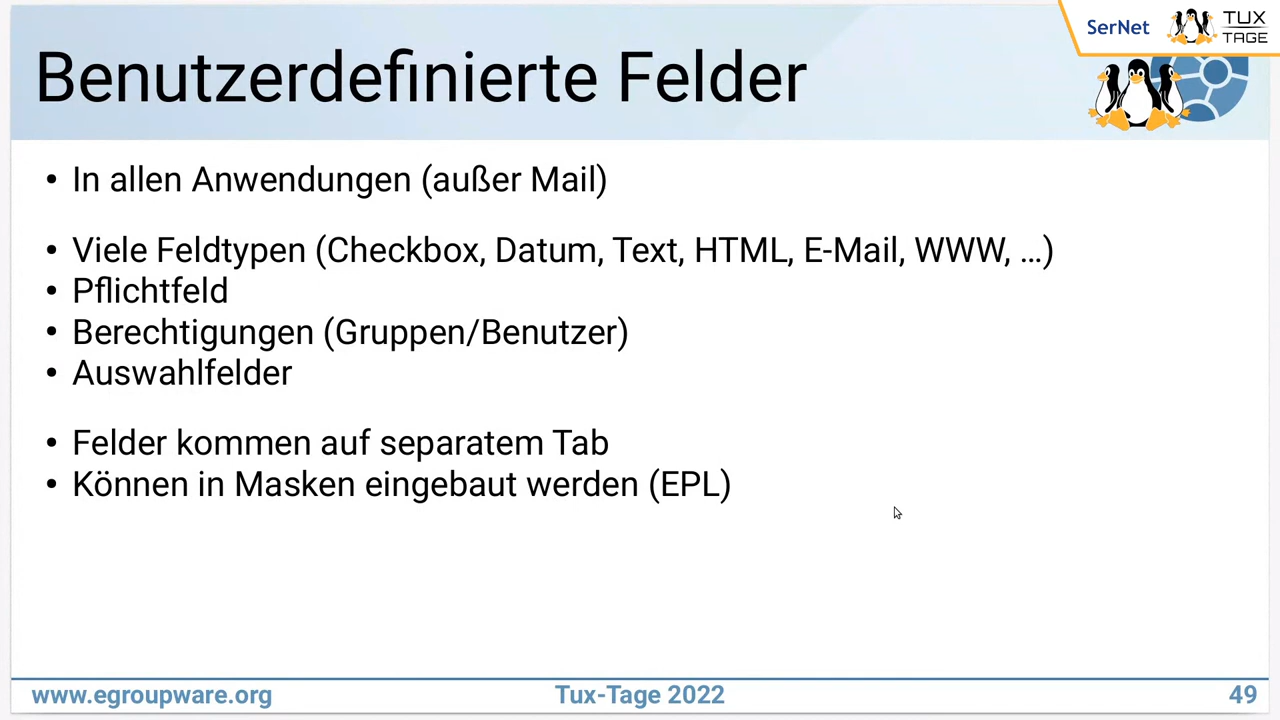 SerNet
TUX
TAGE
Benutzerdefinierte Felder
• In allen Anwendungen (außer Mail)
• Viele Feldtypen (Checkbox, Datum, Text, HTML, E-Mail, WWW, ...)
• Pflichtfeld
• Berechtigungen (Gruppen/Benutzer)
• Auswahlfelder
• Felder kommen auf separatem Tab
• Können in Masken eingebaut werden (EPL)
www.egroupware.org
Tux-Tage 2022
49